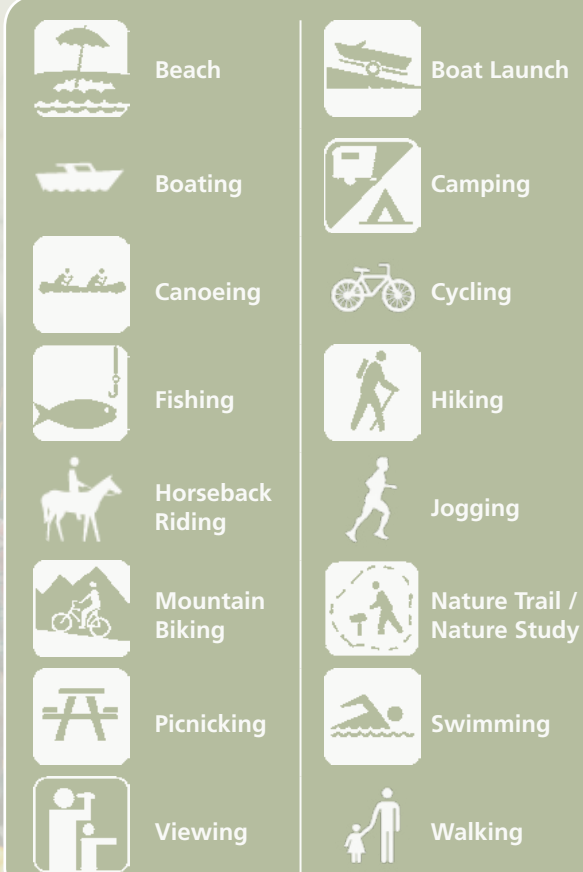 Beach
Boating
Canoeing
Fishing
Horseback
Riding
Mountain
Biking
Picnicking
Viewing
Boat Launch
Camping
Cycling
Hiking
Jogging
Nature Trail /
Nature Study
Swimming
Walking